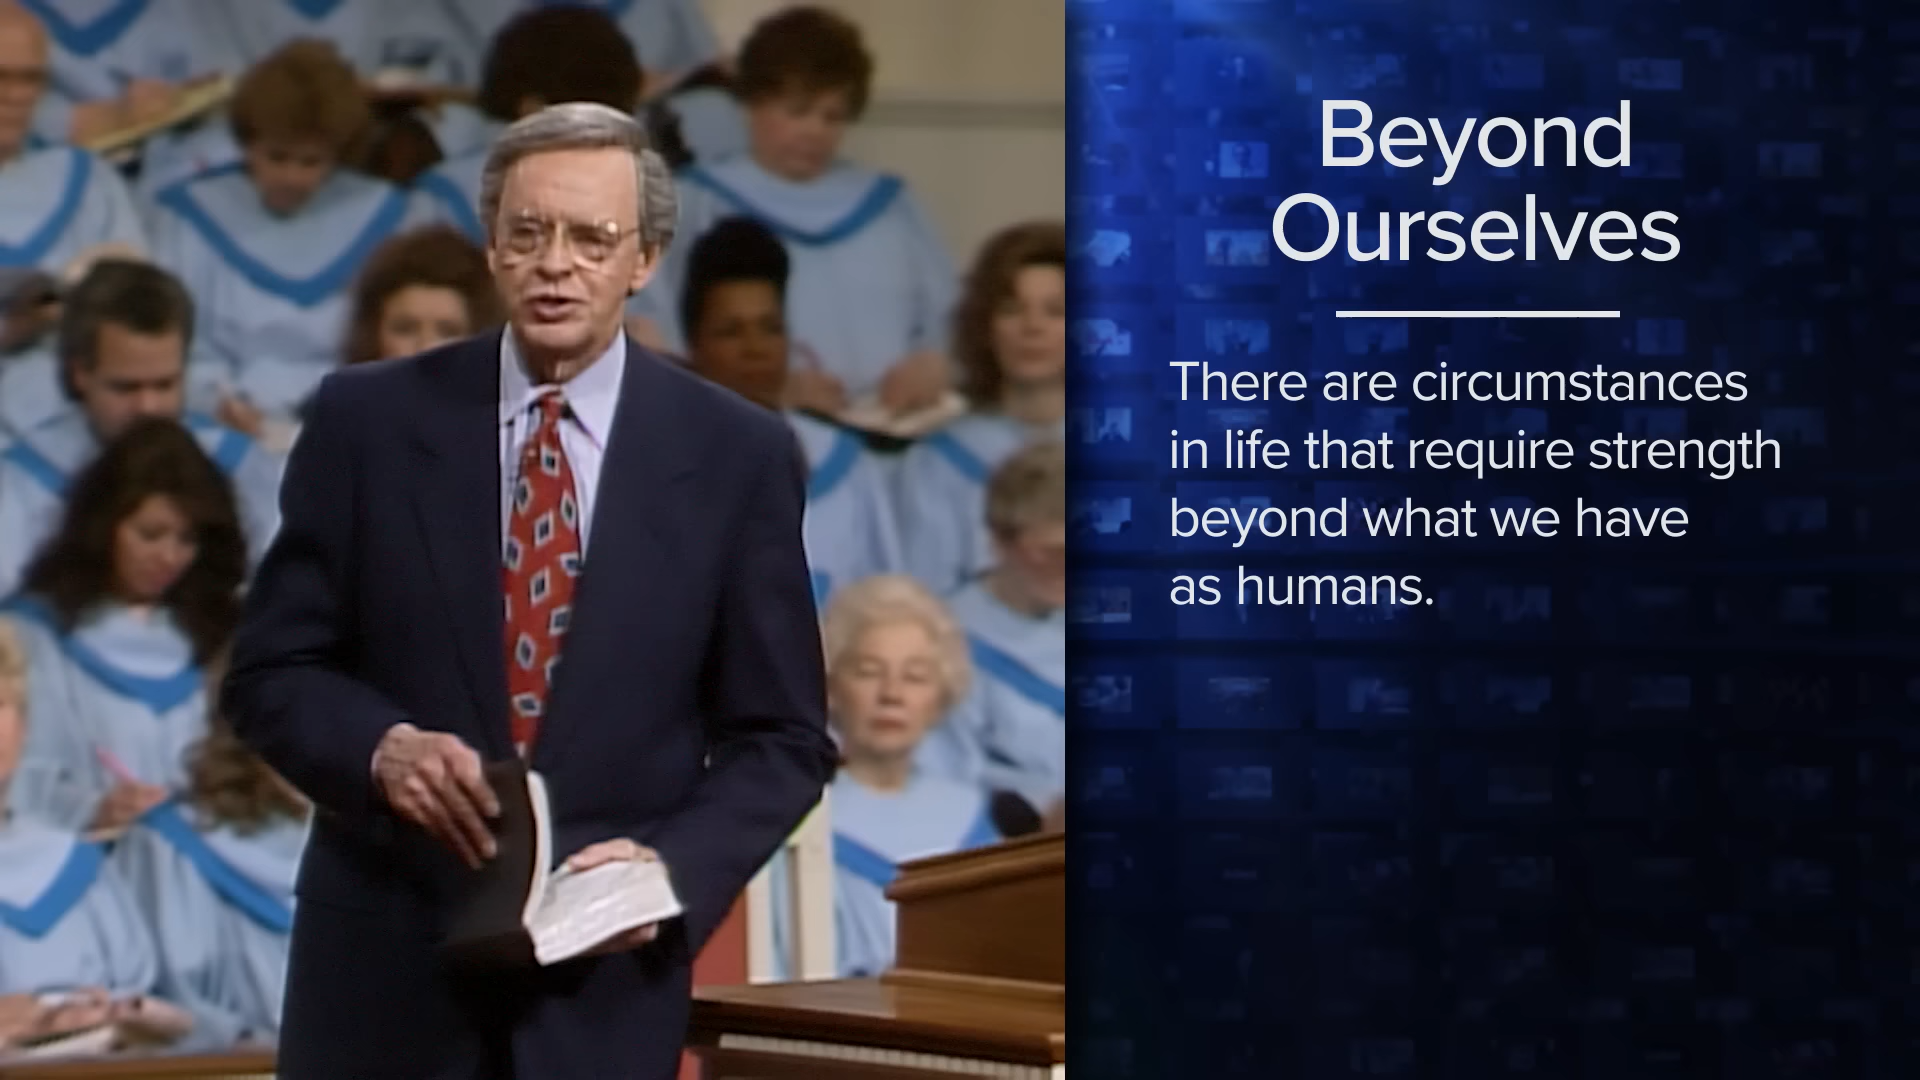 Beyond
Ourselves
There are circumstances
in life that require strength
beyond what we have
as humans.